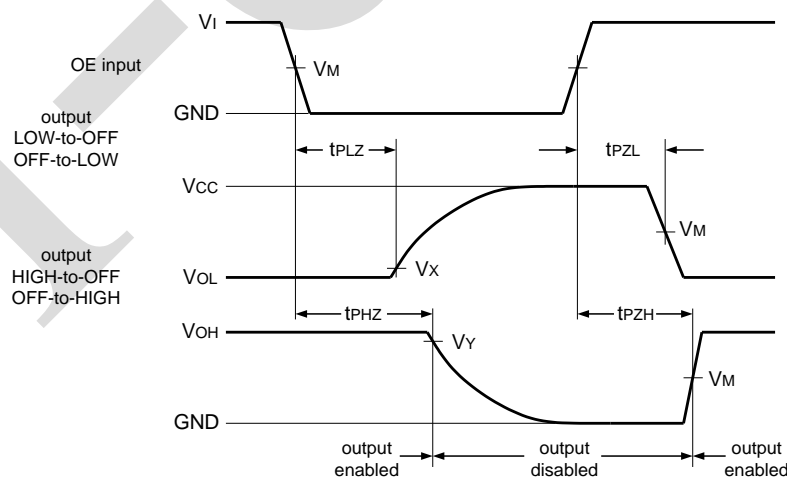 VI
OE input
VM
GND
output
LOW-to-OFF
OFF-to-LOW
tPLZ
tPZL
VCC
VM
output
HIGH-to-OFF
OFF-to-HIGH
VX
VOL
tPHZ
tPZH
VOH
VY
VM
GND
output
enabled
output
disabled
output
enabled